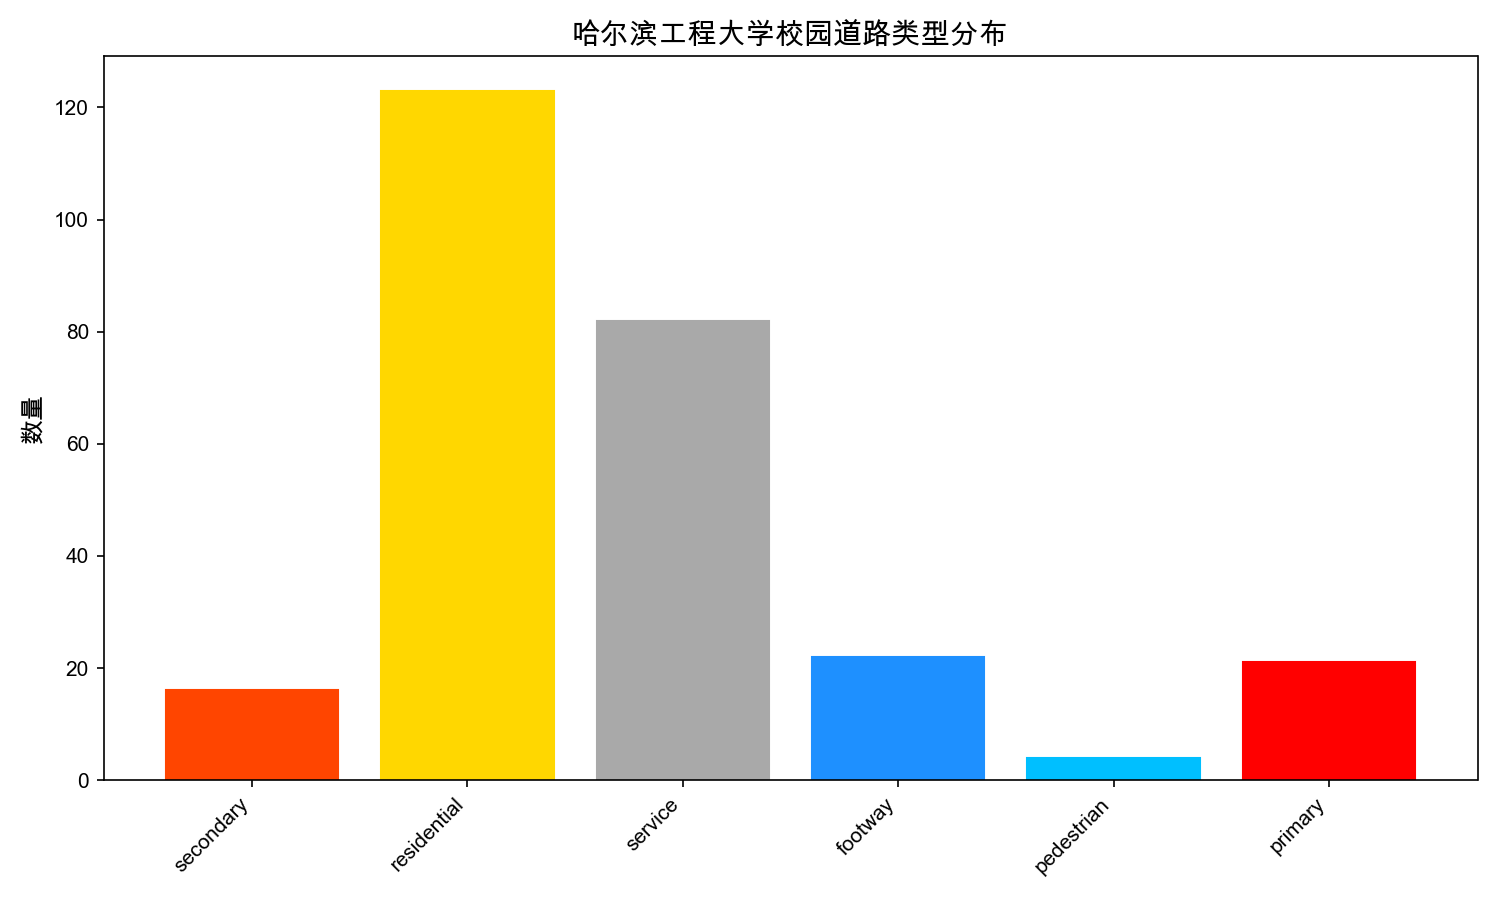 哈尔滨工程大学校园道路类型分布
数量
120
100
80
60
40
20
0
secondary
residential
service
footway
pedestrian
primary